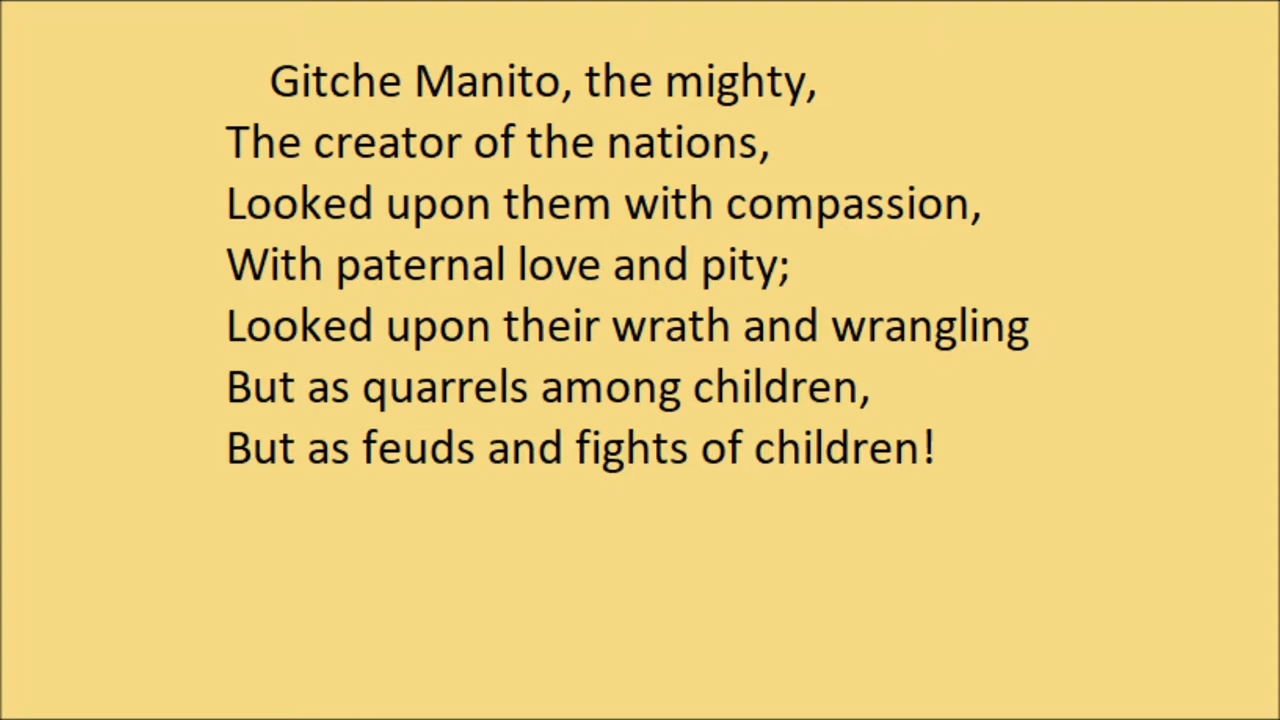 Gitche Manito, the mighty,
The creator of the nations,
Looked upon them with compassion,
With paternal love and pity;
Looked upon their wrath and wrangling
But as quarrels among children,
But as feuds and fights of children!